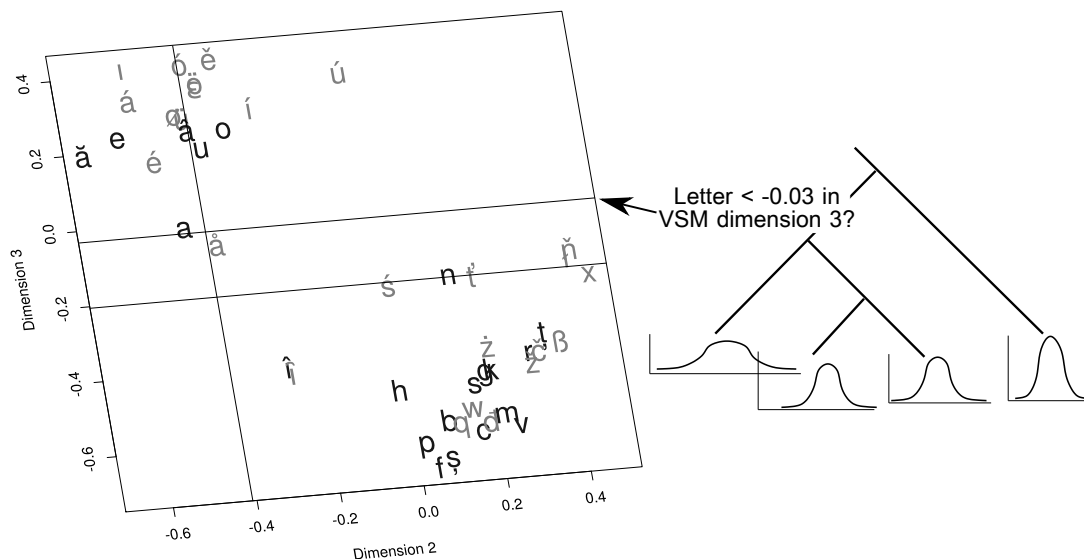 ı ó ě ú
á ё í
ø â o
ă e u
é
a å
ň
n ť x
ś
ţ
ż r č ß
î g k ź
h s
w m
b q đ v
p c
f ș
0.4
0.2
0.0
-0.2
-0.4
-0.6
Dimension 3
-0.6 -0.4 -0.2 0.0 0.2 0.4
Dimension 2
Letter < -0.03 in
VSM dimension 3?